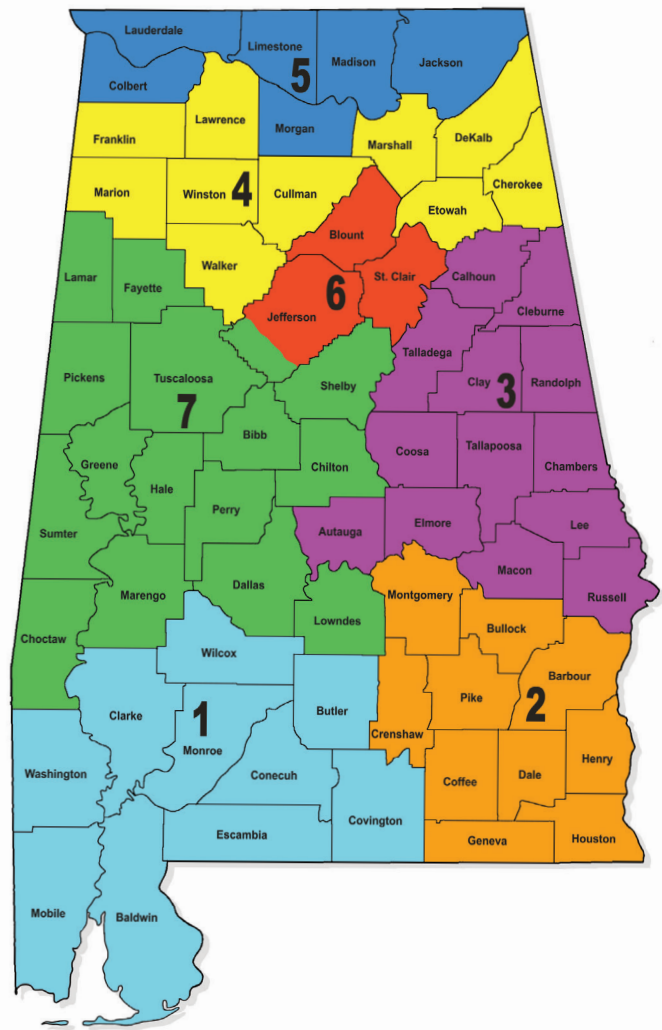 Lauderdale
Limestone
Madison
Jackson
5
Colbert
Lawrence
Morgan
Franklin
Marshall
DeKalb
Marion
Winston
4
Cullman
Cherokee
Etowah
Blount
Walker
Lamar
Fayette
Jefferson
6
St. Clair
Calhoun
Cleburne
Talladega
Pickens
Tuscaloosa
7
Shelby
Clay
3
Randolph
Bibb
Greene
Hale
Chilton
Coosa
Tallapoosa
Chambers
Perry
Sumter
Autauga
Elmore
Lee
Macon
Russell
Marengo
Dallas
Lowndes
Montgomery
Bullock
Choctaw
Wilcox
Barbour
Clarke
1
Monroe
Butler
Crenshaw
Pike
2
Washington
Conecuh
Coffee
Dale
Henry
Escambia
Covington
Geneva
Houston
Mobile
Baldwin